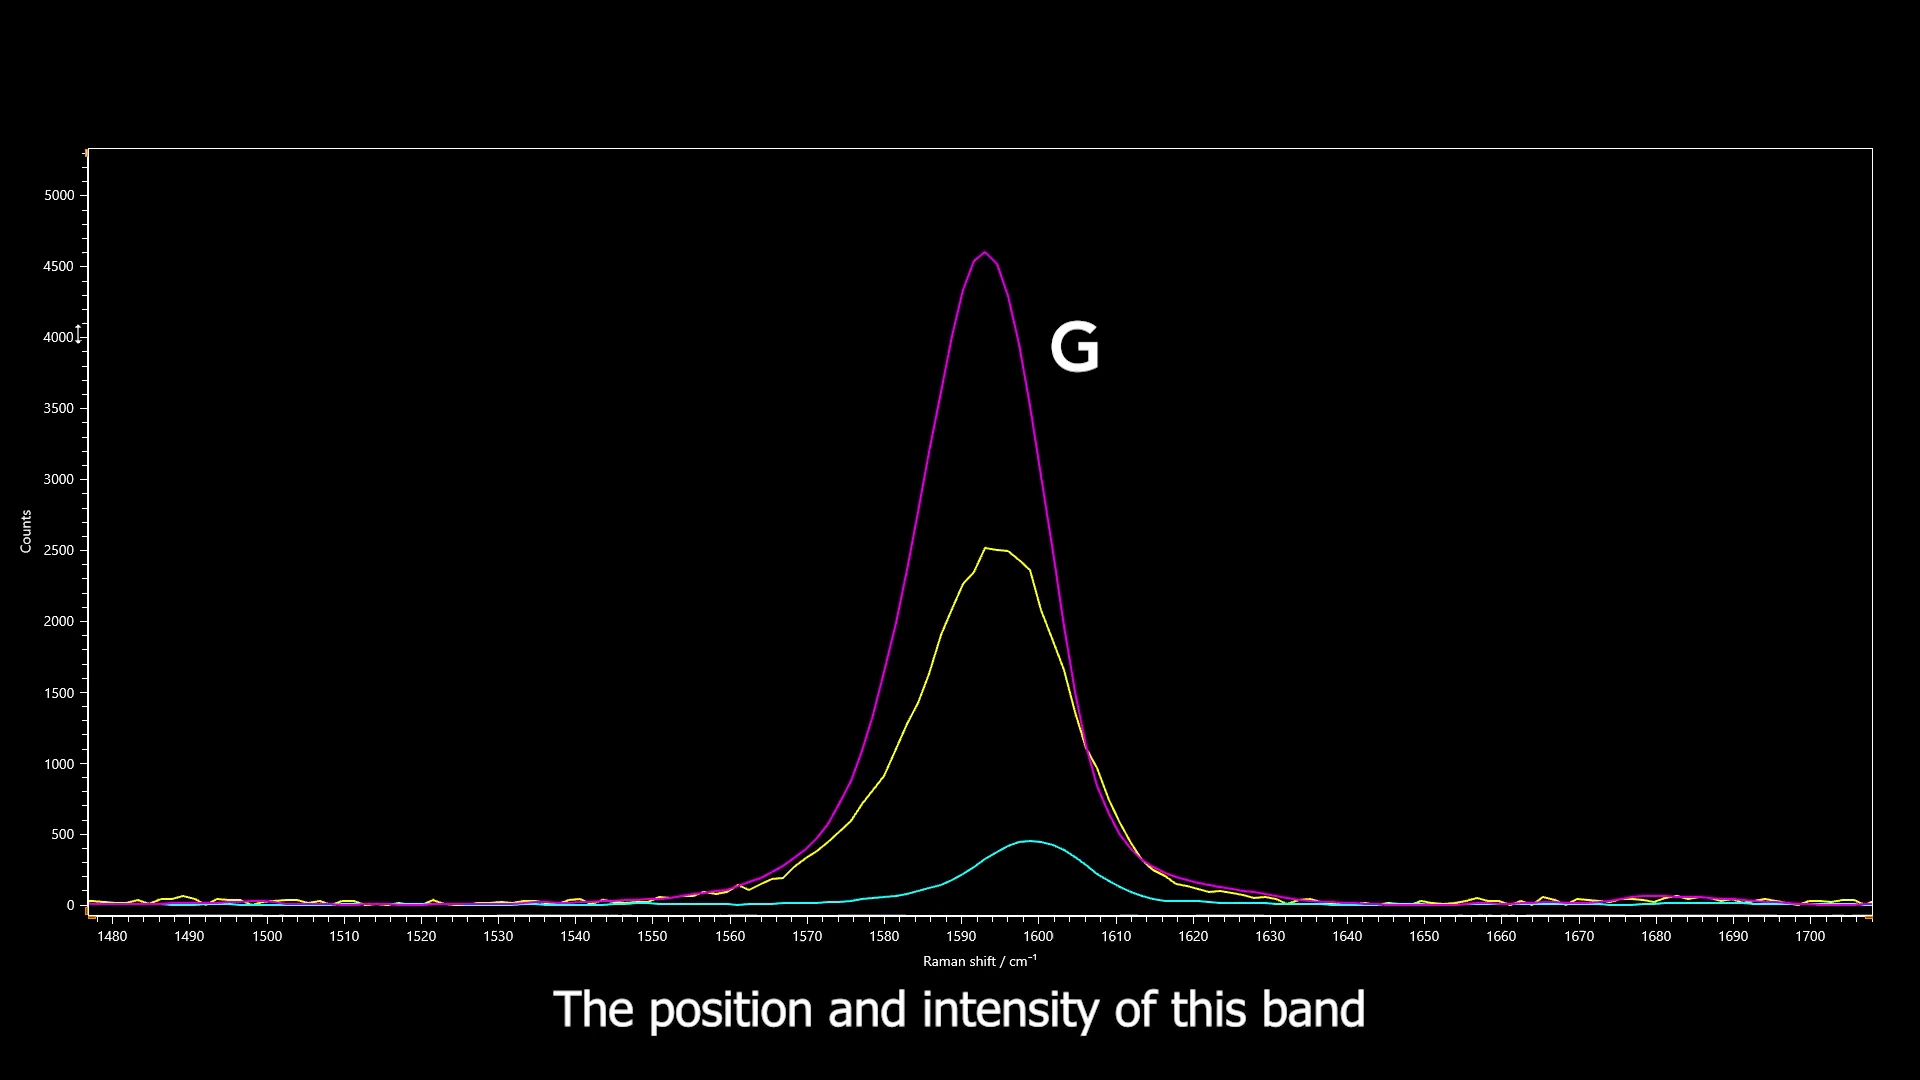 5000
4500
G
4000
3500
3000
Counts
2500
2000
1500
1000
500
0
1480 1490 1500 1510 1520 1530 1540 1550 1560 1570 1580 1590 1600 1610 1620 1630 1640 1650 1660 1670 1680 1690 1700
Raman shift / cm⁻¹
The position and intensity of this band